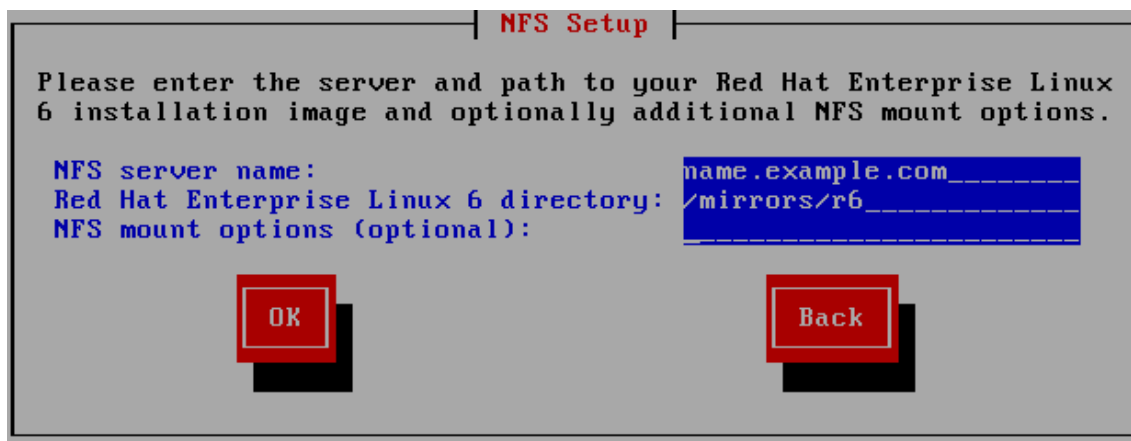 NFS Setup
Please enter the server and path to your Red Hat Enterprise Linux
6 installation image and optionally additional NFS mount options.
NFS server name: name.example.com________
Red Hat Enterprise Linux 6 directory: /mirrors/r6_____________
NFS mount options (optional): ________________________
OK Back